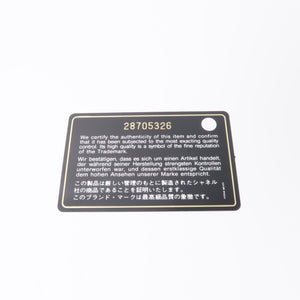 28705326
We certify the authenticity of this item and confirm
that it has been subjected to the most exacting quality
control. Its high quality is a symbol of the fine reputation
of the Trademark.
Wir bestätigen, dass es sich um einen Artikel handelt,
der während seiner Herstellung strengsten Kontrollen
unterworfen war, und dessen erstklassige Qualität
dem hohen Ansehen unserer Marke entspricht.
この製品は厳しい管理のもとに製造されたシャネル
社の商品であることを証明いたします。
このブランド・マークは最高級品質の象徴です。